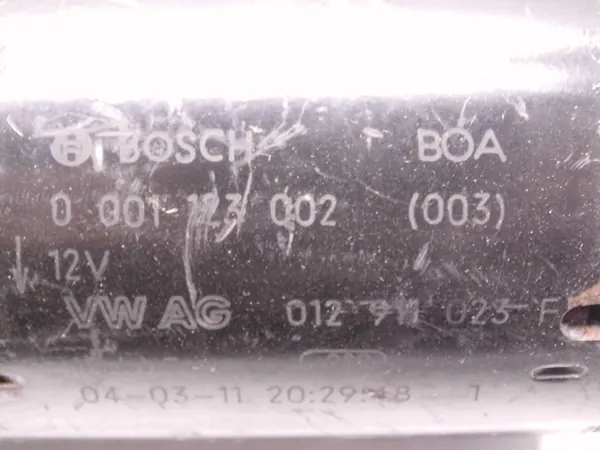 BOSCH BOA
0 001 123 002 (003)
12V
VW AG 012 911 023 F
04-03-11 20:29:48 1